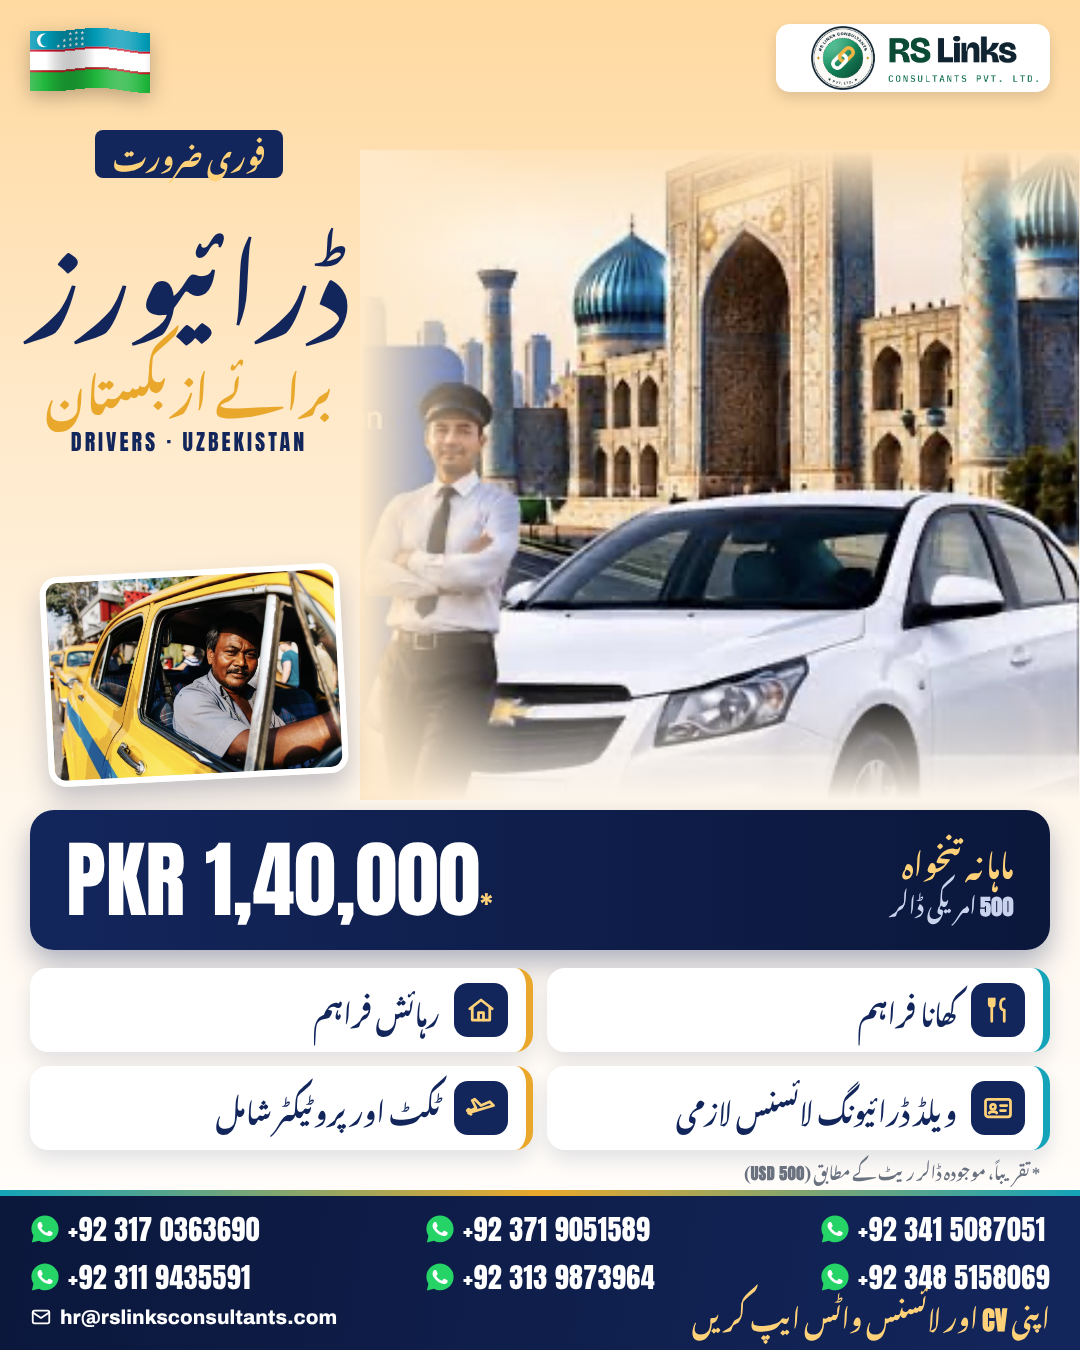 RS Links
CONSULTANTS PVT. LTD.
فوری ضرورت
ڈرائیورز
برائے ازبکستان
DRIVERS · UZBEKISTAN
PKR 1,40,000*
ماہانہ تنخواہ
500 امریکی ڈالر
کھانا فراہم
رہائش فراہم
ویلڈ ڈرائیونگ لائسنس لازمی
ٹکٹ اور پروٹیکٹر شامل
* تقریباً، موجودہ ڈالر ریٹ کے مطابق (USD 500)
+92 317 0363690
+92 371 9051589
+92 341 5087051
+92 311 9435591
+92 313 9873964
+92 348 5158069
hr@rslinksconsultants.com
اپنی CV اور لائسنس واٹس ایپ کریں